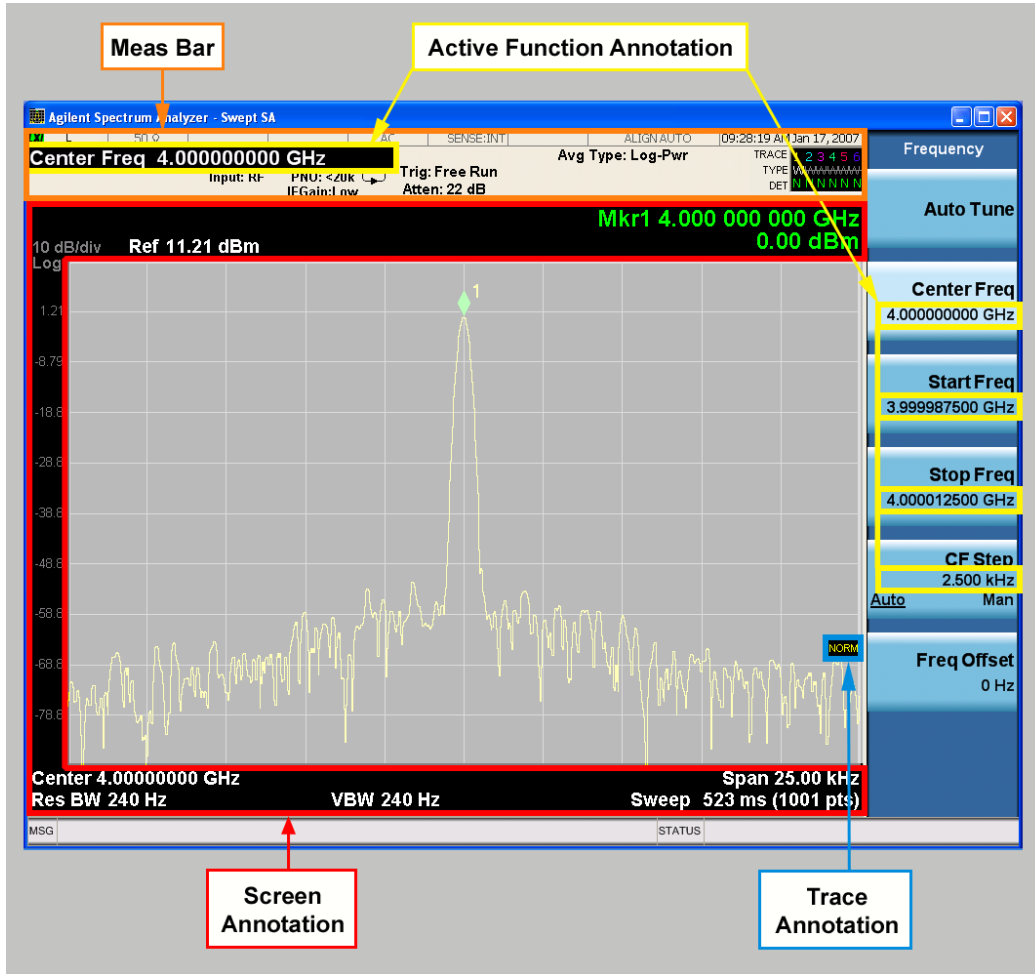 Meas Bar
Active Function Annotation
Agilent Spectrum Analyzer - Swept SA
L 50 Ω AC SENSE:INT ALIGN AUTO 09:28:19 AM Jan 17, 2007
Center Freq 4.000000000 GHz
Input: RF PNO: <20k Trig: Free Run Avg Type: Log-Pwr TRACE 1 2 3 4 5 6
IFGain:Low Atten: 22 dB TYPE
DET N N N N N N
Mkr1 4.000 000 000 GHz
0.00 dBm
10 dB/div Ref 11.21 dBm
Log
1
1.21
-8.79
-18.8
-28.8
-38.8
-48.8
-58.8
-68.8
-78.8
NORM
Center 4.00000000 GHz Span 25.00 kHz
Res BW 240 Hz VBW 240 Hz Sweep 523 ms (1001 pts)
MSG STATUS
Frequency
Auto Tune
Center Freq
4.000000000 GHz
Start Freq
3.999987500 GHz
Stop Freq
4.000012500 GHz
CF Step
2.500 kHz
Auto Man
Freq Offset
0 Hz
Screen
Annotation
Trace
Annotation